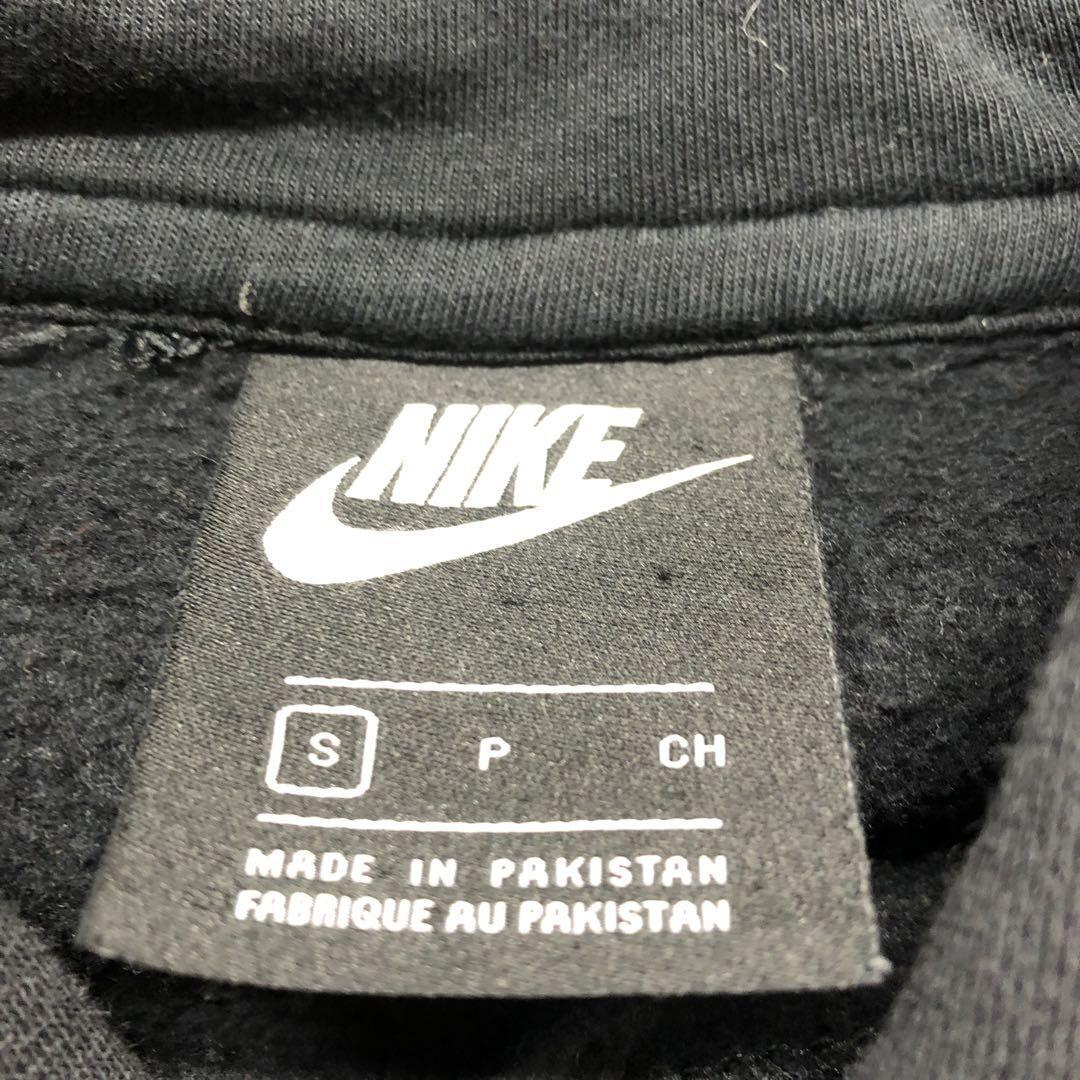 NIKE
S P CH
MADE IN PAKISTAN
FABRIQUE AU PAKISTAN